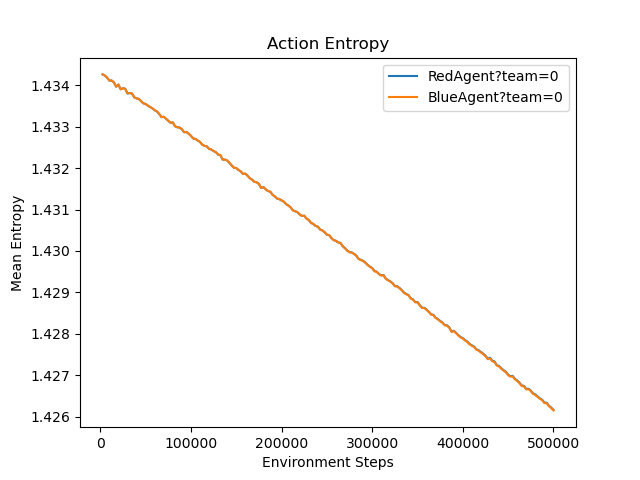 Action Entropy
RedAgent?team=0
BlueAgent?team=0
Mean Entropy
1.434
1.433
1.432
1.431
1.430
1.429
1.428
1.427
1.426
0 100000 200000 300000 400000 500000
Environment Steps